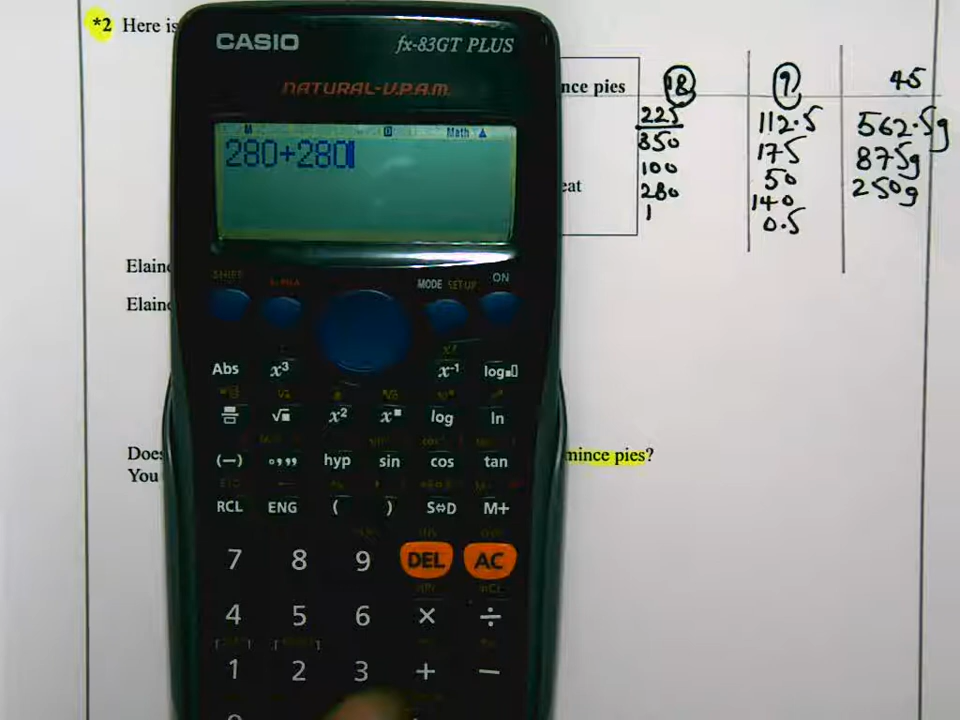 *2 Here is
CASIO
fx-83GT PLUS
NATURAL-V.P.A.M.
M D Math ▲
280+280
nce pies
eat
18
225
350
100
280
1
9
112.5
175
50
140
0.5
45
562.5g
875g
250g
Elaine
Elaine
SHIFT ALPHA MODE SETUP ON
Abs x³ x! x⁻¹ log
√ x² x log ln
(−) °,,, hyp sin cos tan
RCL ENG ( ) S⇔D M+
7 8 9 DEL AC
4 5 6 × ÷
1 2 3 + −
0
Does
mince pies?
You